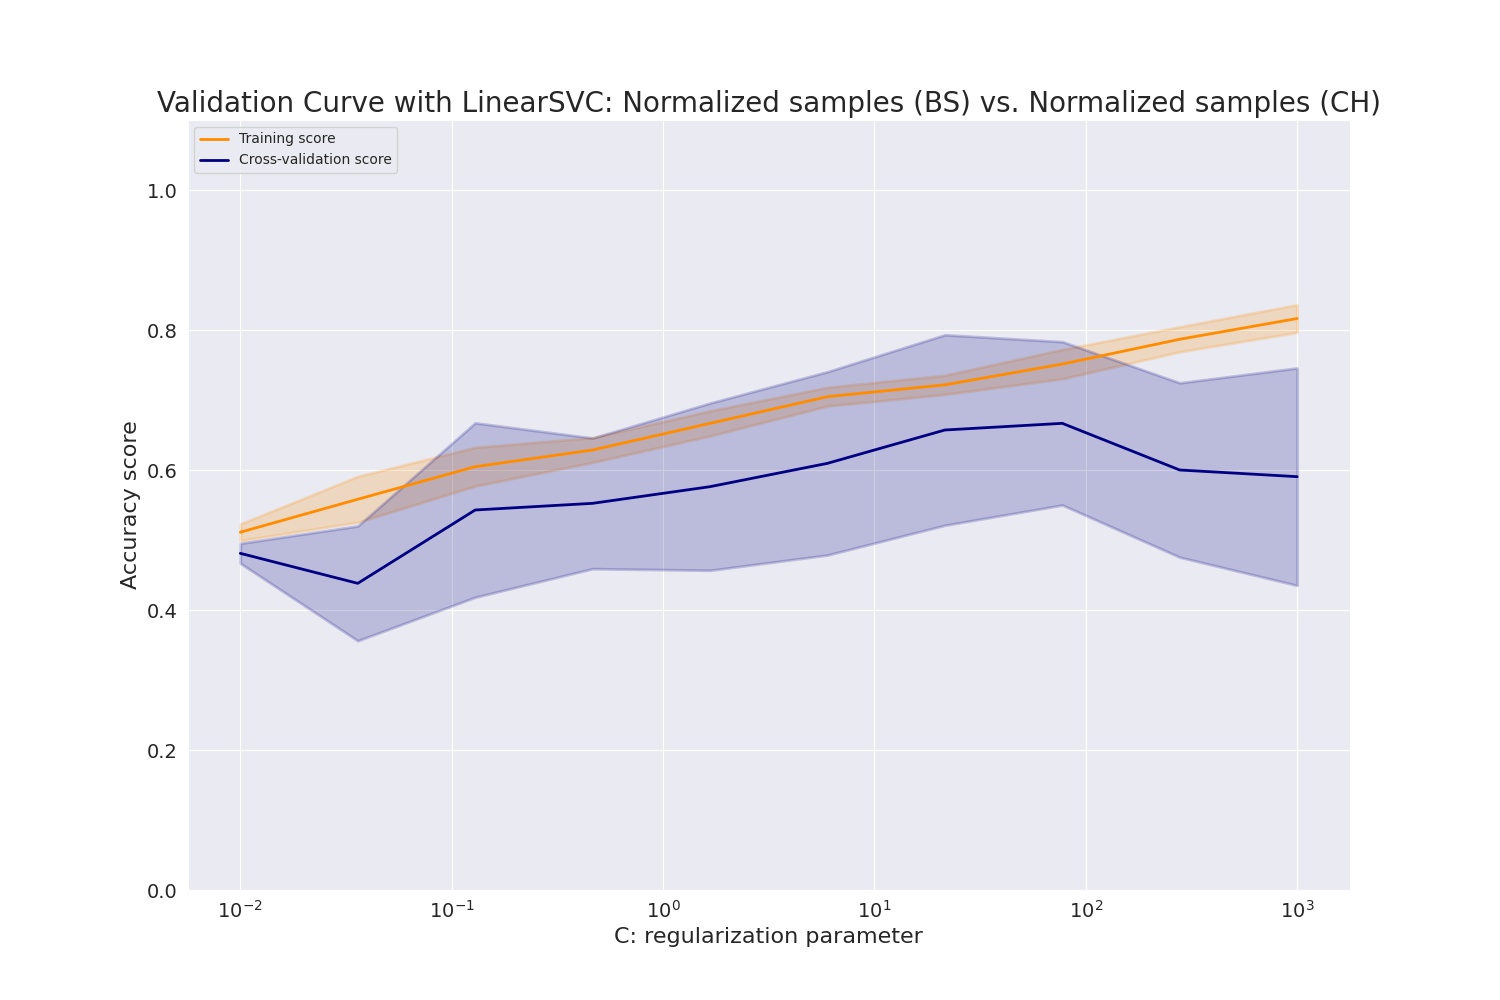 Validation Curve with LinearSVC: Normalized samples (BS) vs. Normalized samples (CH)
Training score
Cross-validation score
1.0
0.8
0.6
0.4
0.2
0.0
Accuracy score
10⁻² 10⁻¹ 10⁰ 10¹ 10² 10³
C: regularization parameter